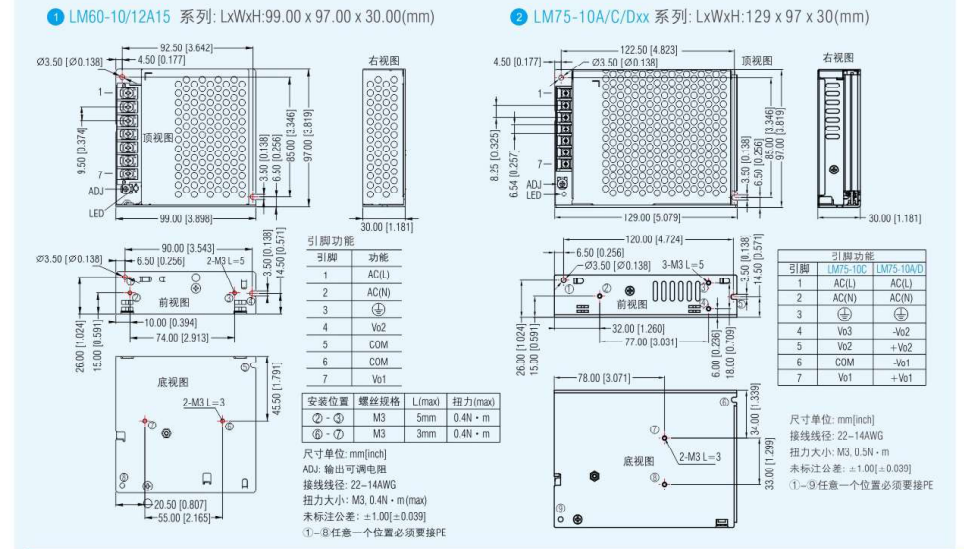 1 LM60-10/12A15 系列: LxWxH:99.00 x 97.00 x 30.00(mm)
92.50 [3.642]
Ø3.50 [Ø0.138]
4.50 [0.177]
右视图
1
9.50 [0.374]
顶视图
7
ADJ
LED
3.50 [0.138]
6.50 [0.256]
85.00 [3.346]
97.00 [3.819]
99.00 [3.898]
30.00 [1.181]
90.00 [3.543]
Ø3.50 [Ø0.138]
6.50 [0.256]
2-M3 L=5
3.50 [0.138]
14.50 [0.571]
前视图
26.00 [1.024]
15.00 [0.591]
10.00 [0.394]
74.00 [2.913]
底视图
2-M3 L=3
45.50 [1.791]
20.50 [0.807]
55.00 [2.165]
引脚功能
引脚 功能
1 AC(L)
2 AC(N)
3
4 Vo2
5 COM
6 COM
7 Vo1
安装位置 螺丝规格 L(max) 扭力(max)
②-③ M3 5mm 0.4N·m
⑥-⑦ M3 3mm 0.4N·m
尺寸单位: mm[inch]
ADJ: 输出可调电阻
接线线径: 22-14AWG
扭力大小: M3, 0.4N·m(max)
未标注公差: ±1.00[±0.039]
①-⑧任意一个位置必须要接PE
2 LM75-10A/C/Dxx 系列: LxWxH:129 x 97 x 30(mm)
122.50 [4.823]
4.50 [0.177]
Ø3.50 [Ø0.138]
顶视图
右视图
1
8.25 [0.325]
6.54 [0.257]
7
ADJ
LED
3.50 [0.138]
6.50 [0.256]
85.00 [3.346]
97.00 [3.819]
129.00 [5.079]
30.00 [1.181]
120.00 [4.724]
6.50 [0.256]
Ø3.50 [Ø0.138]
3-M3 L=5
3.50 [0.138]
14.50 [0.571]
前视图
26.00 [1.024]
15.00 [0.591]
32.00 [1.260]
77.00 [3.031]
6.00 [0.236]
18.00 [0.709]
78.00 [3.071]
底视图
2-M3 L=3
34.00 [1.339]
33.00 [1.299]
引脚功能
引脚 LM75-10C LM75-10A/D
1 AC(L) AC(L)
2 AC(N) AC(N)
3
4 Vo3 -Vo2
5 Vo2 +Vo2
6 COM -Vo1
7 Vo1 +Vo1
尺寸单位: mm[inch]
接线线径: 22-14AWG
扭力大小: M3, 0.5N·m
未标注公差: ±1.00[±0.039]
①-⑨任意一个位置必须要接PE